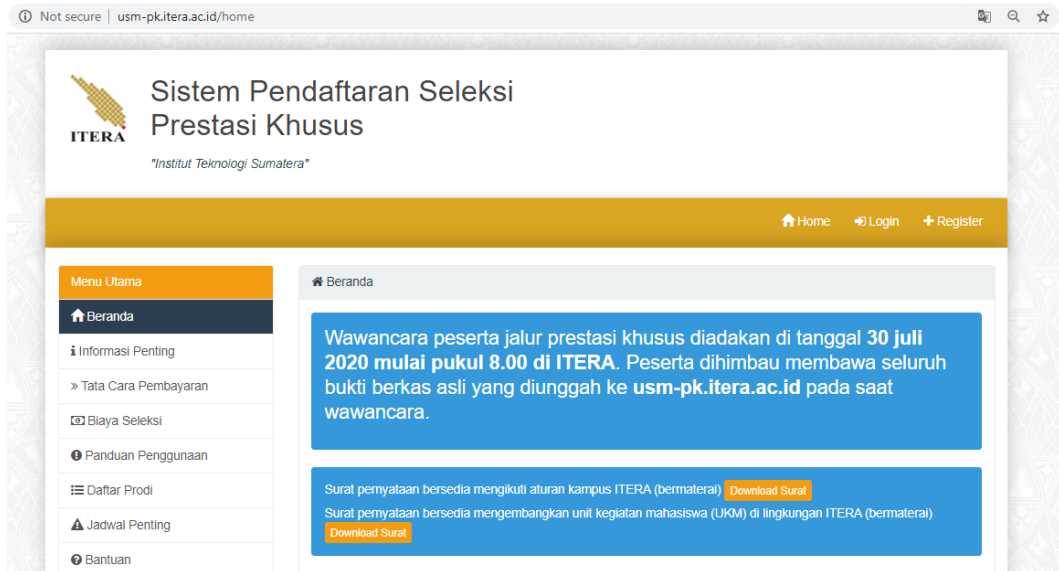 Not secure | usm-pk.itera.ac.id/home
ITERA
Sistem Pendaftaran Seleksi
Prestasi Khusus
"Institut Teknologi Sumatera"
Home Login Register
Menu Utama
Beranda
Informasi Penting
Tata Cara Pembayaran
Biaya Seleksi
Panduan Penggunaan
Daftar Prodi
Jadwal Penting
Bantuan
Beranda
Wawancara peserta jalur prestasi khusus diadakan di tanggal 30 juli
2020 mulai pukul 8.00 di ITERA. Peserta dihimbau membawa seluruh
bukti berkas asli yang diunggah ke usm-pk.itera.ac.id pada saat
wawancara.
Surat pernyataan bersedia mengikuti aturan kampus ITERA (bermaterai) Download Surat
Surat pernyataan bersedia mengembangkan unit kegiatan mahasiswa (UKM) di lingkungan ITERA (bermaterai)
Download Surat